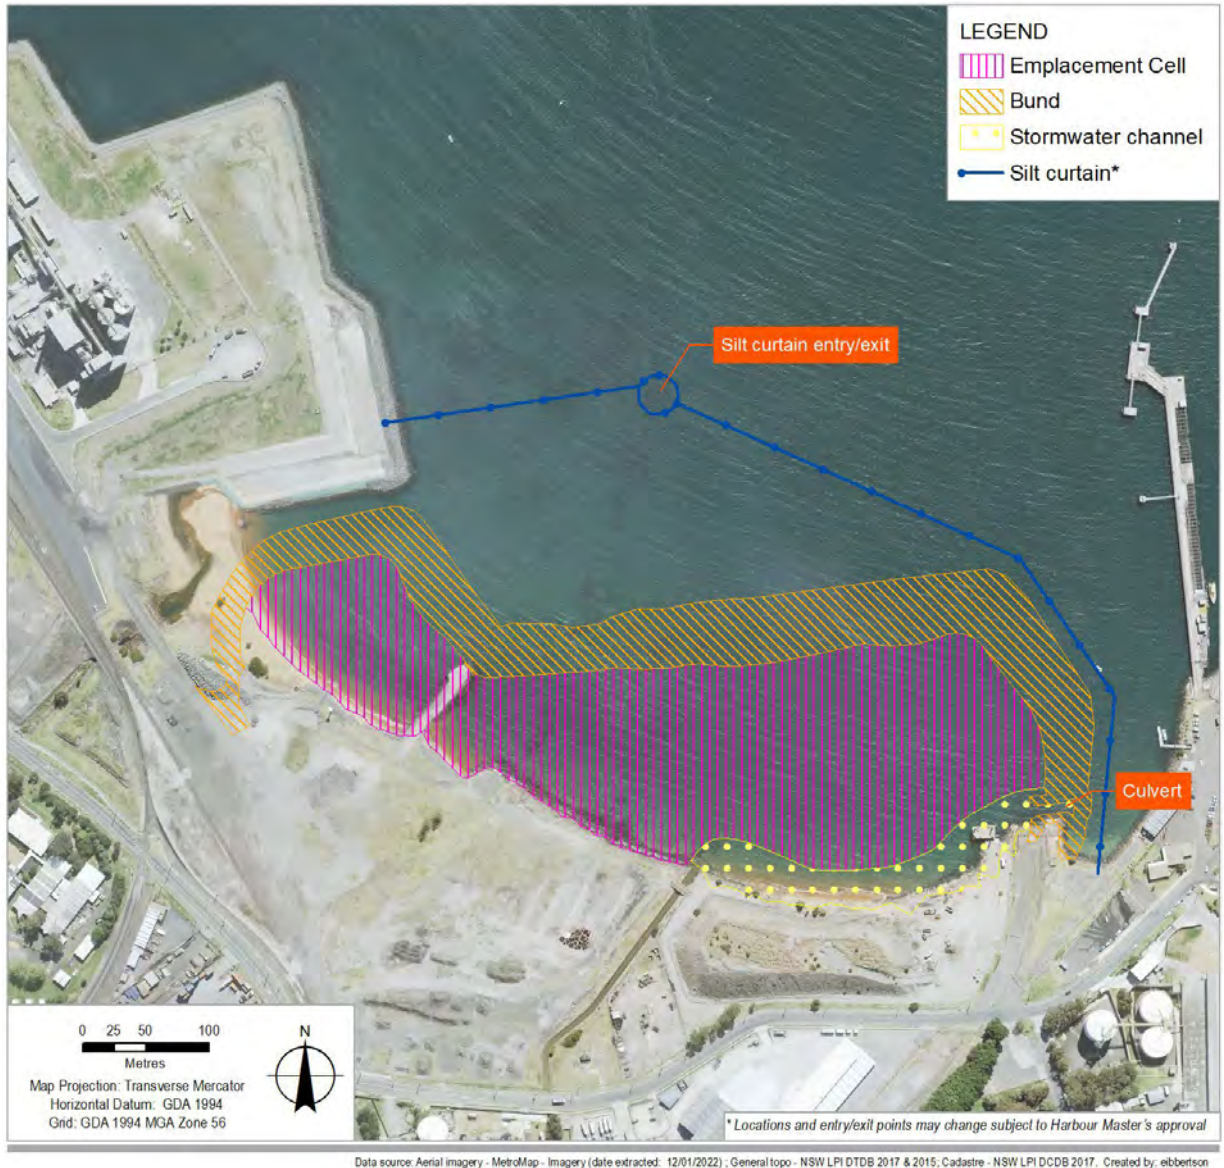 LEGEND
Emplacement Cell
Bund
Stormwater channel
Silt curtain*
Silt curtain entry/exit
Culvert
0 25 50 100
Metres
Map Projection: Transverse Mercator
Horizontal Datum: GDA 1994
Grid: GDA 1994 MGA Zone 56
N
* Locations and entry/exit points may change subject to Harbour Master's approval
Data source: Aerial imagery - MetroMap - Imagery (date extracted: 12/01/2022) ; General topo - NSW LPI DTDB 2017 & 2015; Cadastre - NSW LPI DCDB 2017. Created by: eibbertson